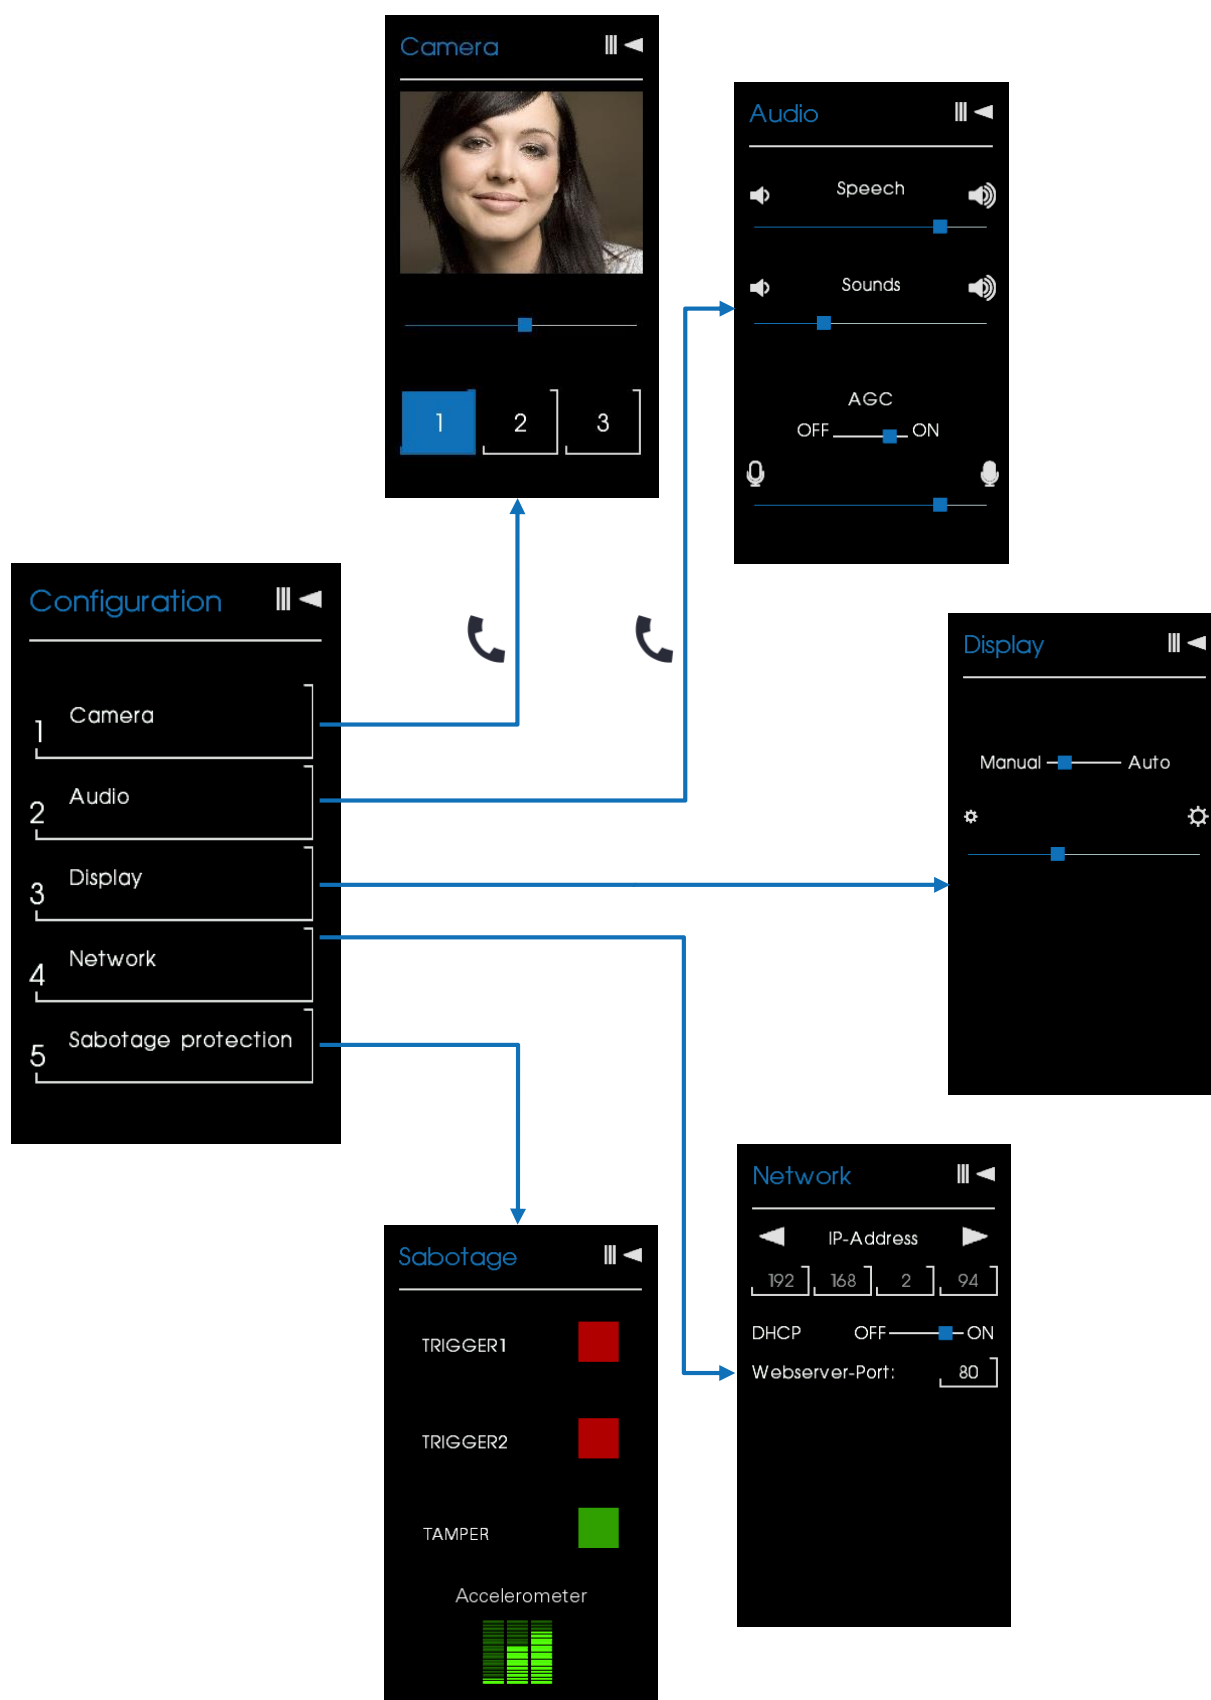 Camera
1 2 3
Audio
Speech
Sounds
AGC
OFF ON
Configuration
1 Camera
2 Audio
3 Display
4 Network
5 Sabotage protection
Display
Manual Auto
Network
IP-Address
192 168 2 94
DHCP OFF ON
Webserver-Port: 80
Sabotage
TRIGGER1
TRIGGER2
TAMPER
Accelerometer